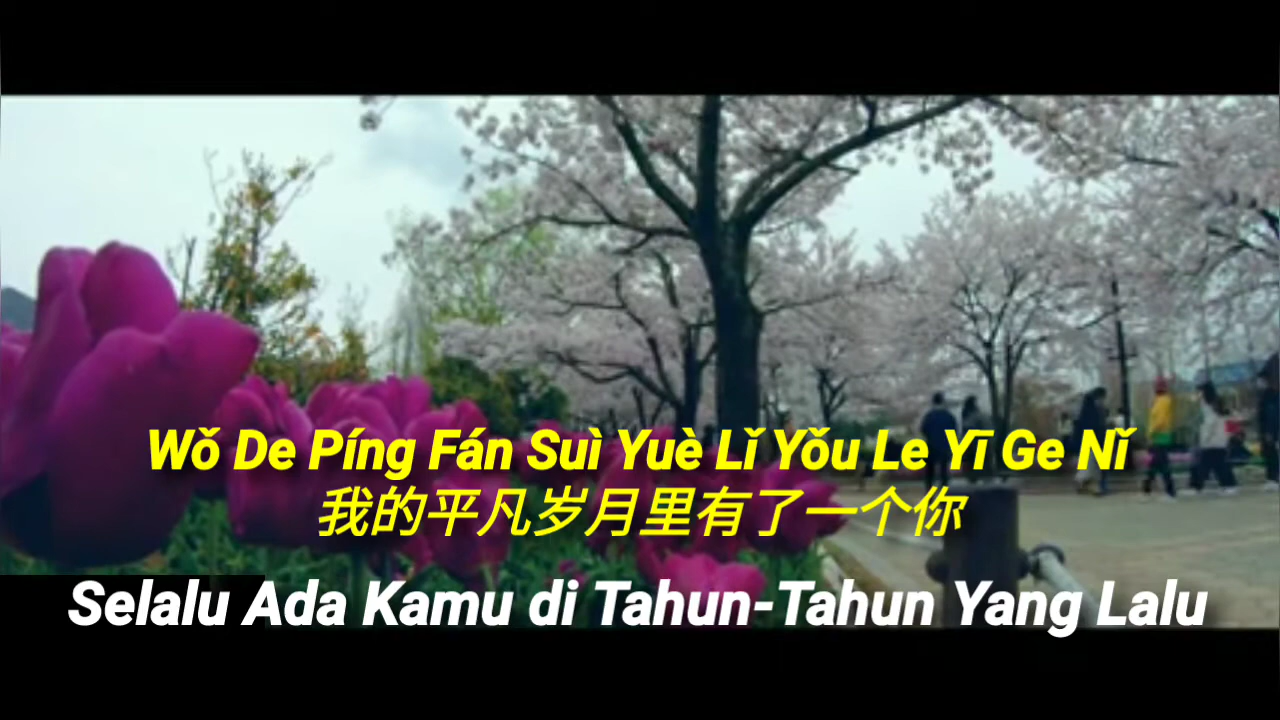 Wǒ De Píng Fán Suì Yuè Lǐ Yǒu Le Yī Ge Nǐ
我的平凡岁月里有了一个你
Selalu Ada Kamu di Tahun-Tahun Yang Lalu